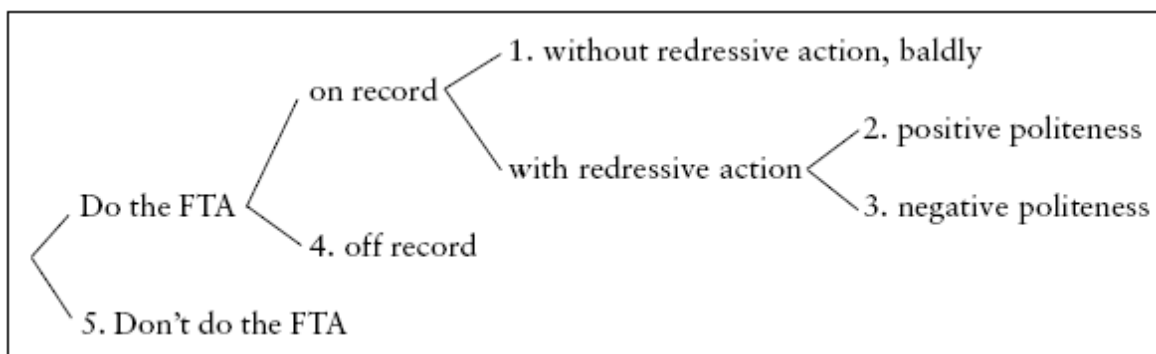 1. without redressive action, baldly
on record
2. positive politeness
with redressive action
3. negative politeness
Do the FTA
4. off record
5. Don't do the FTA